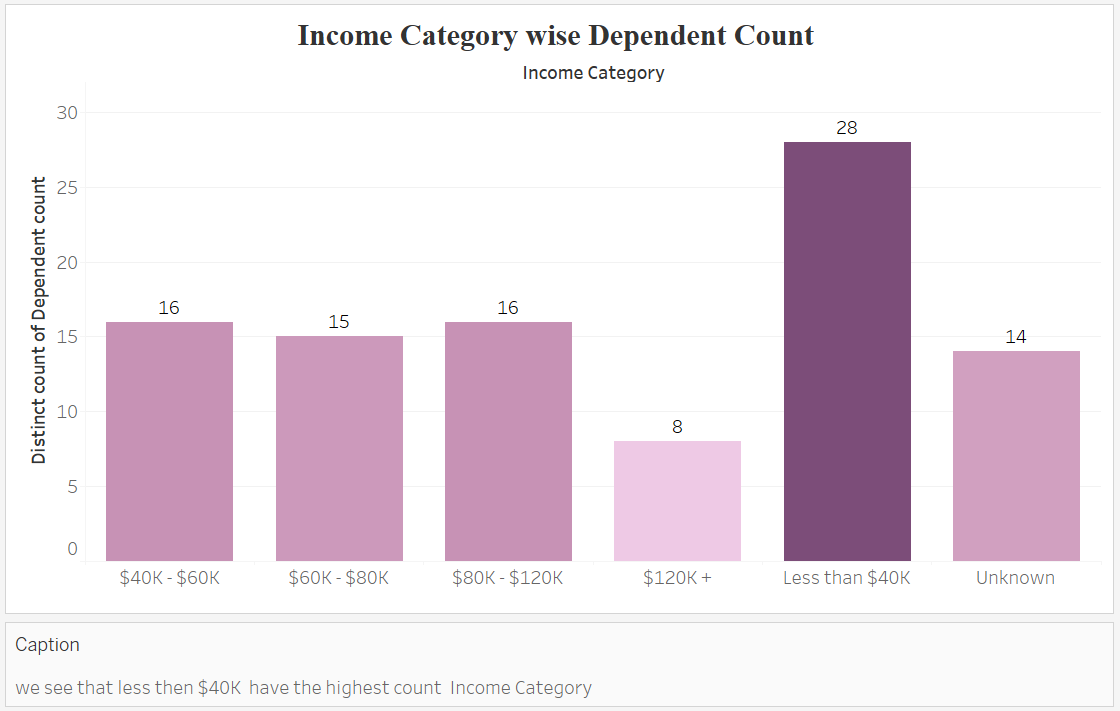 Income Category wise Dependent Count
Income Category
Distinct count of Dependent count
30
25
20
15
10
5
0
16
15
16
8
28
14
$40K - $60K
$60K - $80K
$80K - $120K
$120K +
Less than $40K
Unknown
Caption
we see that less then $40K have the highest count Income Category